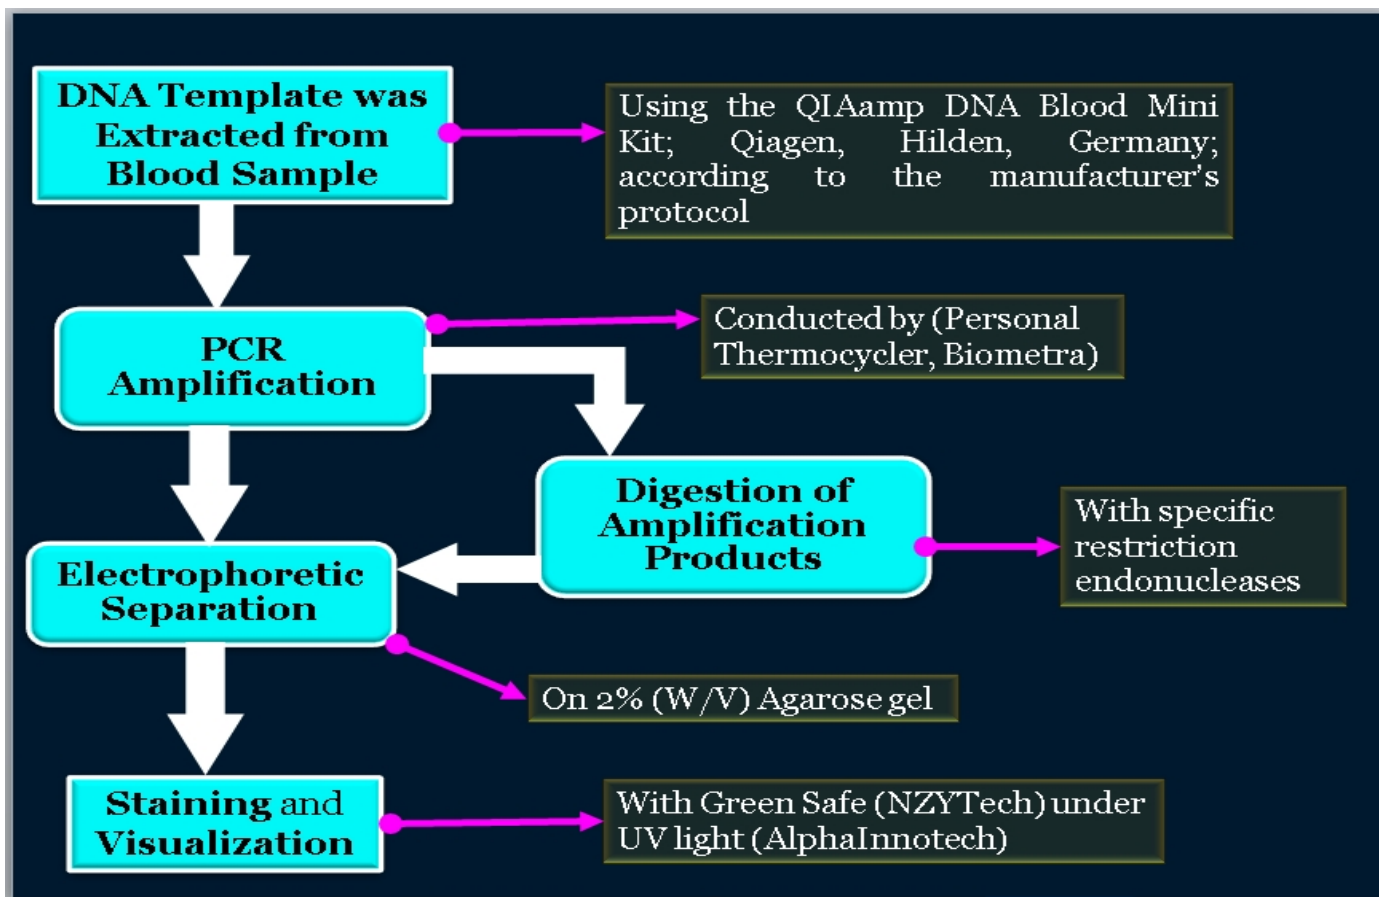 DNA Template was
Extracted from
Blood Sample
Using the QIAamp DNA Blood Mini
Kit; Qiagen, Hilden, Germany;
according to the manufacturer's
protocol
PCR
Amplification
Conducted by (Personal
Thermocycler, Biometra)
Digestion of
Amplification
Products
With specific
restriction
endonucleases
Electrophoretic
Separation
On 2% (W/V) Agarose gel
Staining and
Visualization
With Green Safe (NZYTech) under
UV light (AlphaInnotech)